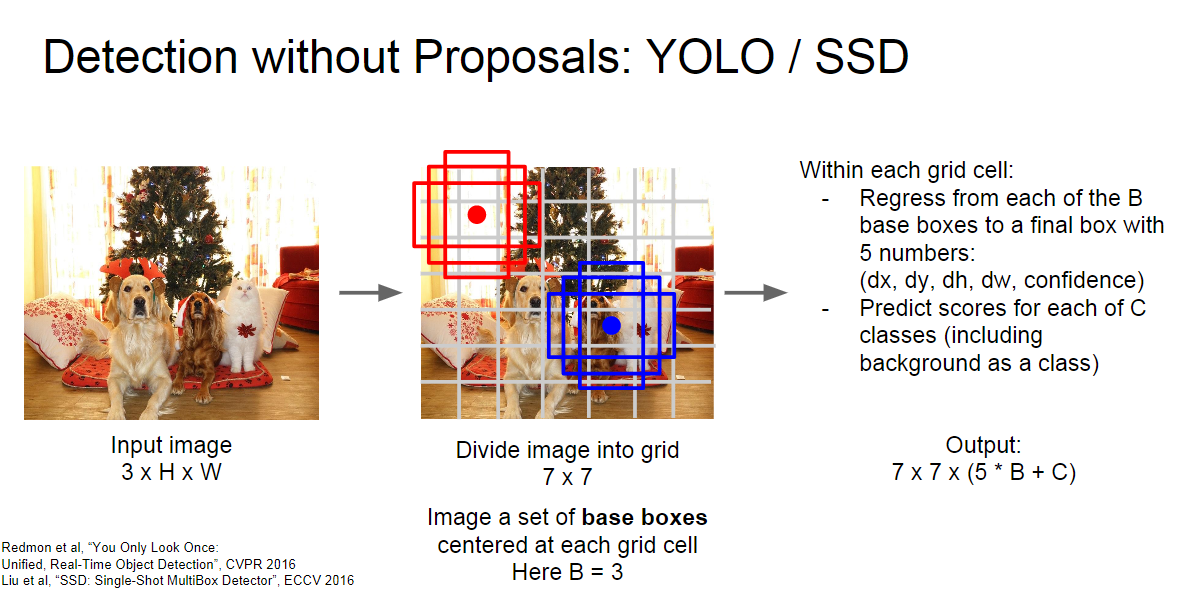 Detection without Proposals: YOLO / SSD
Input image
3 x H x W
Divide image into grid
7 x 7
Image a set of base boxes
centered at each grid cell
Here B = 3
Within each grid cell:
- Regress from each of the B
base boxes to a final box with
5 numbers:
(dx, dy, dh, dw, confidence)
- Predict scores for each of C
classes (including
background as a class)
Output:
7 x 7 x (5 * B + C)
Redmon et al, “You Only Look Once:
Unified, Real-Time Object Detection”, CVPR 2016
Liu et al, “SSD: Single-Shot MultiBox Detector”, ECCV 2016